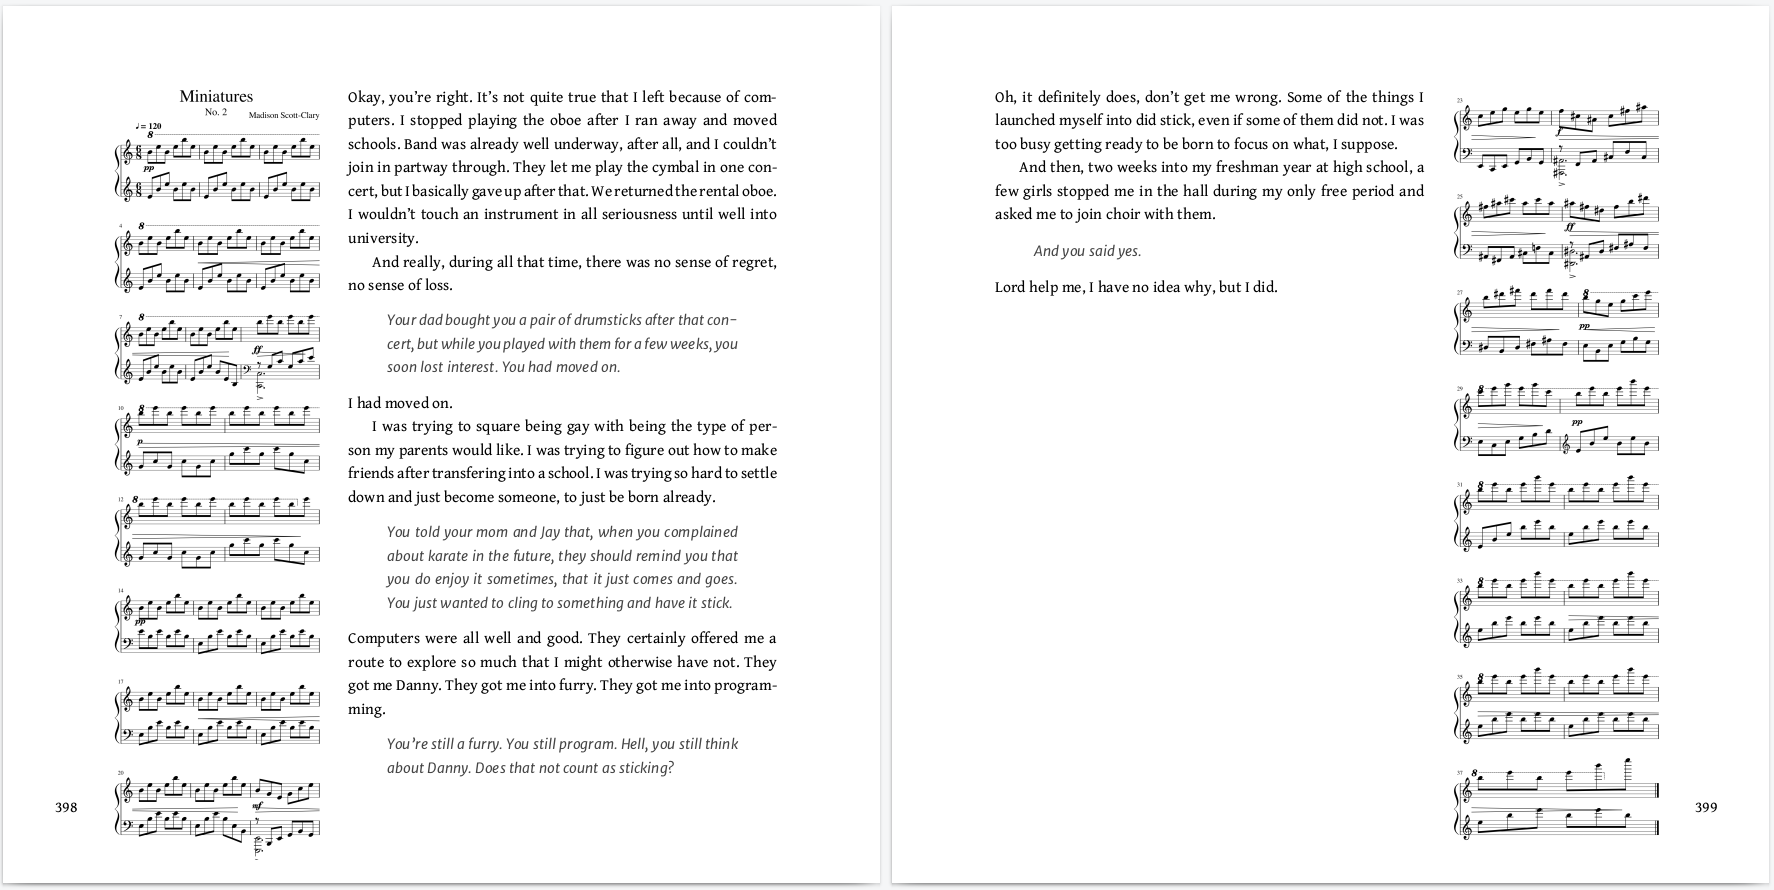 Miniatures
No. 2
Madison Scott-Clary
♩ = 120
Okay, you’re right. It’s not quite true that I left because of com-
puters. I stopped playing the oboe after I ran away and moved
schools. Band was already well underway, after all, and I couldn’t
join in partway through. They let me play the cymbal in one con-
cert, but I basically gave up after that. We returned the rental oboe.
I wouldn’t touch an instrument in all seriousness until well into
university.
And really, during all that time, there was no sense of regret,
no sense of loss.
Your dad bought you a pair of drumsticks after that con-
cert, but while you played with them for a few weeks, you
soon lost interest. You had moved on.
I had moved on.
I was trying to square being gay with being the type of per-
son my parents would like. I was trying to figure out how to make
friends after transfering into a school. I was trying so hard to settle
down and just become someone, to just be born already.
You told your mom and Jay that, when you complained
about karate in the future, they should remind you that
you do enjoy it sometimes, that it just comes and goes.
You just wanted to cling to something and have it stick.
Computers were all well and good. They certainly offered me a
route to explore so much that I might otherwise have not. They
got me Danny. They got me into furry. They got me into program-
ming.
You’re still a furry. You still program. Hell, you still think
about Danny. Does that not count as sticking?
398
Oh, it definitely does, don’t get me wrong. Some of the things I
launched myself into did stick, even if some of them did not. I was
too busy getting ready to be born to focus on what, I suppose.
And then, two weeks into my freshman year at high school, a
few girls stopped me in the hall during my only free period and
asked me to join choir with them.
And you said yes.
Lord help me, I have no idea why, but I did.
399